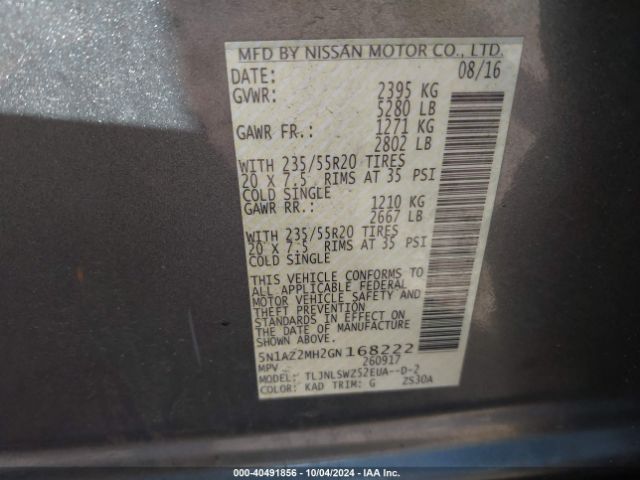 MFD BY NISSAN MOTOR CO., LTD.
DATE: 08/16
GVWR: 2395 KG
5280 LB
GAWR FR.: 1271 KG
2802 LB
WITH 235/55R20 TIRES
20 X 7.5 RIMS AT 35 PSI
COLD SINGLE
GAWR RR.: 1210 KG
2667 LB
WITH 235/55R20 TIRES
20 X 7.5 RIMS AT 35 PSI
COLD SINGLE
THIS VEHICLE CONFORMS TO
ALL APPLICABLE FEDERAL
MOTOR VEHICLE SAFETY AND
THEFT PREVENTION
STANDARDS IN EFFECT ON
THE DATE OF MANUFACTURE
SHOWN ABOVE.
5N1AZ2MH2GN168222
MPV 260917
MODEL: TLJNLSWZ52EUA--D-2
COLOR: KAD TRIM: G ZS30A
000-40491856 - 10/04/2024 - IAA Inc.